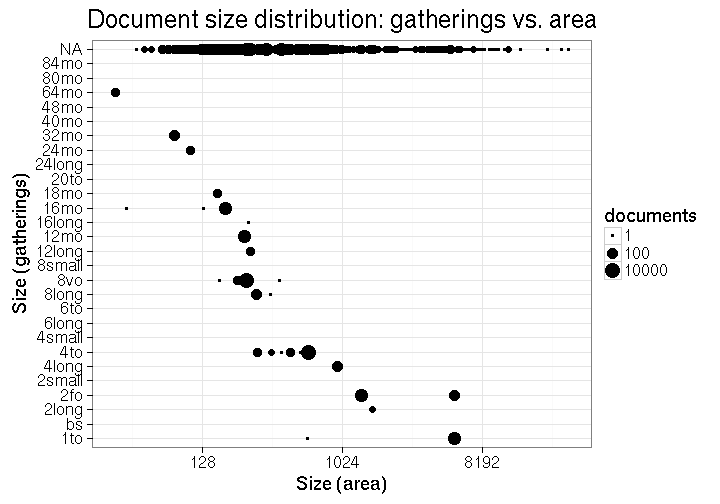 Document size distribution: gatherings vs. area
NA
84mo
80mo
64mo
48mo
40mo
32mo
24mo
24long
20to
18mo
16mo
16long
12mo
12long
8small
8vo
8long
6to
6long
4small
4to
4long
2small
2fo
2long
bs
1to
Size (gatherings)
128
1024
8192
Size (area)
documents
1
100
10000